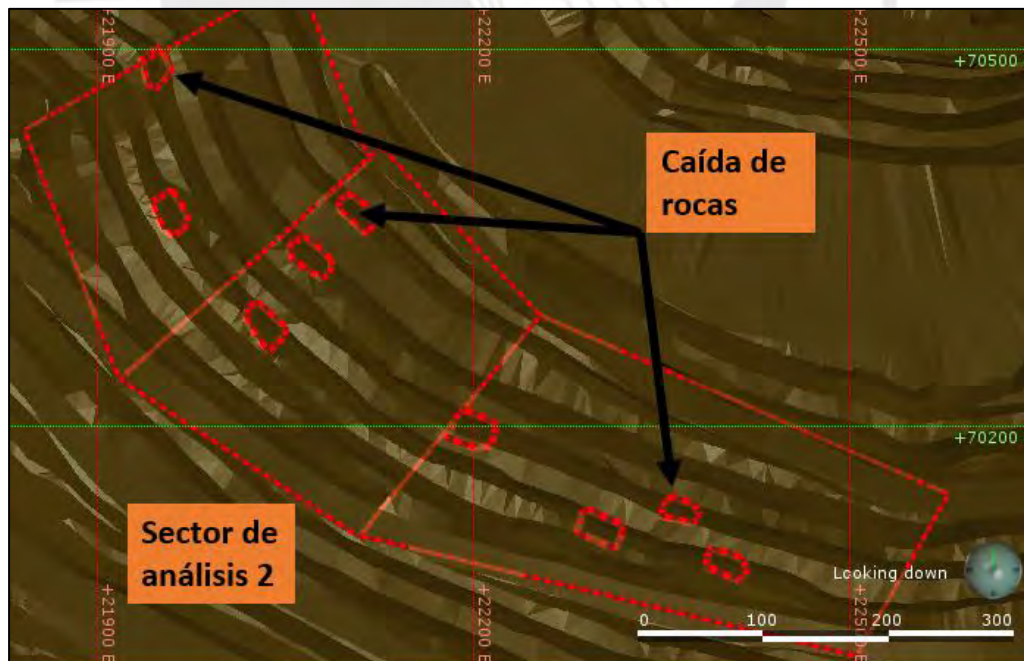 +21900 E
+22200 E
+22500 E
+70500
Caída de
rocas
+70200
Sector de
análisis 2
Looking down
+21900 E
+22200 E
+22500 E
0 100 200 300